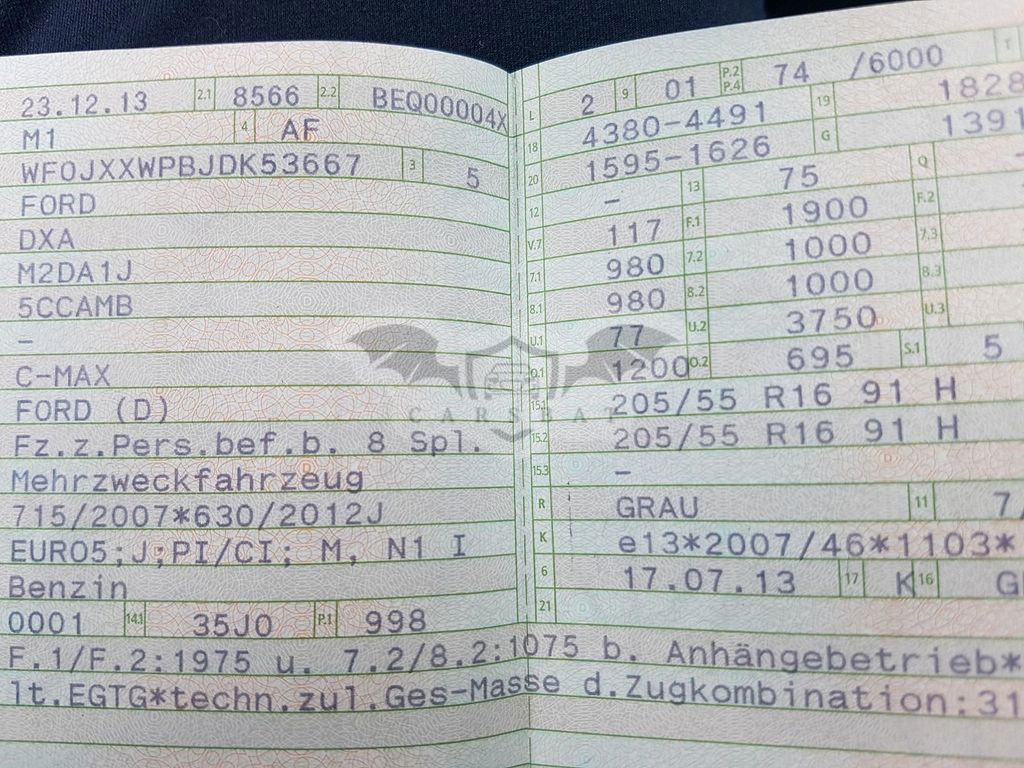 23.12.13 2.1 8566 2.2 BEQ00004X
M1 4 AF
WF0JXXWPBJDK53667 3 5
FORD
DXA
M2DA1J
5CCAMB
–
C-MAX
FORD (D)
Fz.z.Pers.bef.b. 8 Spl.
Mehrzweckfahrzeug
715/2007*630/2012J
EURO5;J;PI/CI; M, N1 I
Benzin
0001 14.1 35J0 P.1 998
L 2 9 01 P.2 P.4 74 /6000 T
18 4380-4491 19 1828
20 1595-1626 G 1391
12 – 13 75 Q –
V.7 117 F.1 1900 F.2
7.1 980 7.2 1000 7.3
8.1 980 8.2 1000 8.3
U.1 77 U.2 3750 U.3
O.1 1200 O.2 695 S.1 5
15.1 205/55 R16 91 H
15.2 205/55 R16 91 H
15.3 –
R GRAU 11 7/
K e13*2007/46*1103*
6 17.07.13 17 K 16
21
F.1/F.2:1975 u. 7.2/8.2:1075 b. Anhängebetrieb*
lt.EGTG*techn.zul.Ges-Masse d.Zugkombination:31
CARSBAT